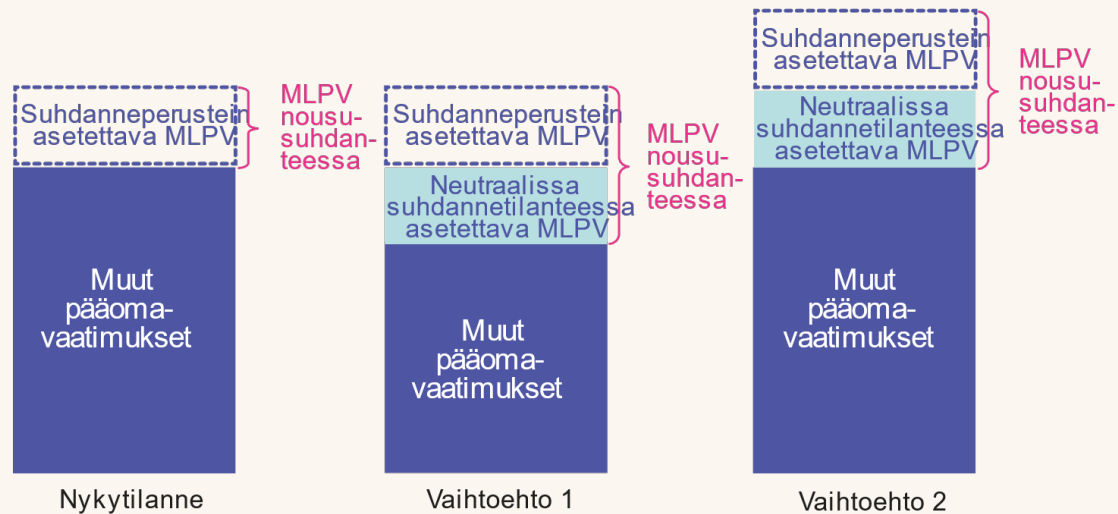 Suhdanneperustein
asetettava MLPV
MLPV
nousu-
suhdan-
teessa
Muut
pääoma-
vaatimukset
Nykytilanne
Suhdanneperustein
asetettava MLPV
Neutraalissa
suhdannetilanteessa
asetettava MLPV
MLPV
nousu-
suhdan-
teessa
Muut
pääoma-
vaatimukset
Vaihtoehto 1
Suhdanneperustein
asetettava MLPV
Neutraalissa
suhdannetilanteessa
asetettava MLPV
MLPV
nousu-
suhdan-
teessa
Muut
pääoma-
vaatimukset
Vaihtoehto 2